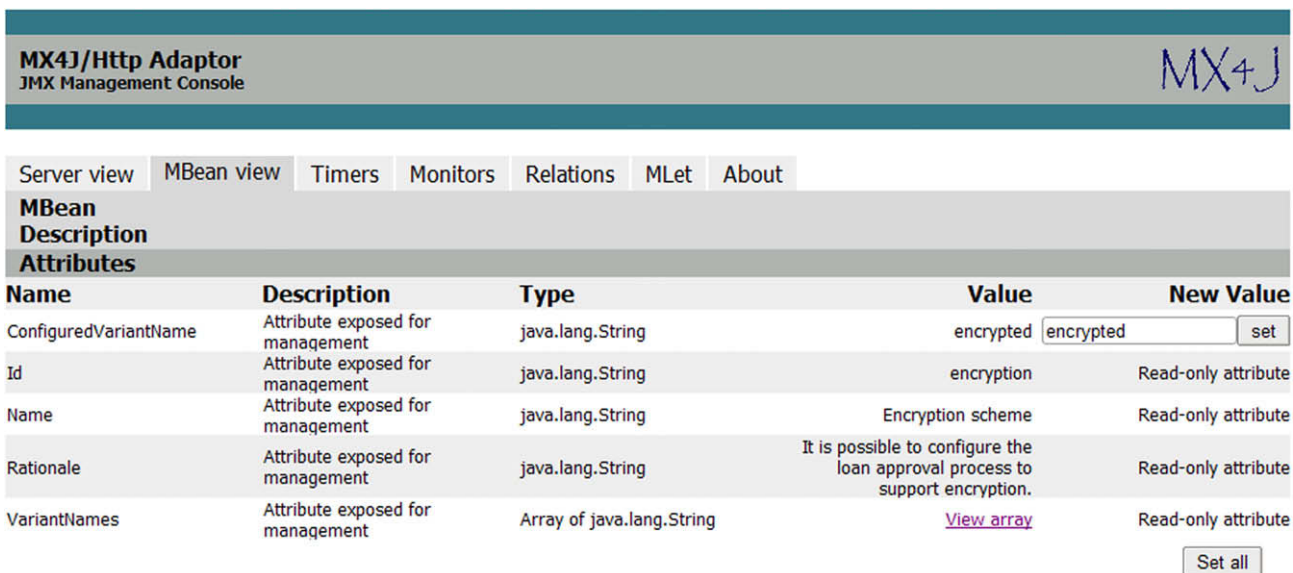 MX4J/Http Adaptor
JMX Management Console
MX4J
Server view MBean view Timers Monitors Relations MLet About
MBean
Description
Attributes
Name Description Type Value New Value
ConfiguredVariantName Attribute exposed for management java.lang.String encrypted encrypted set
Id Attribute exposed for management java.lang.String encryption Read-only attribute
Name Attribute exposed for management java.lang.String Encryption scheme Read-only attribute
Rationale Attribute exposed for management java.lang.String It is possible to configure the loan approval process to support encryption. Read-only attribute
VariantNames Attribute exposed for management Array of java.lang.String View array Read-only attribute
Set all